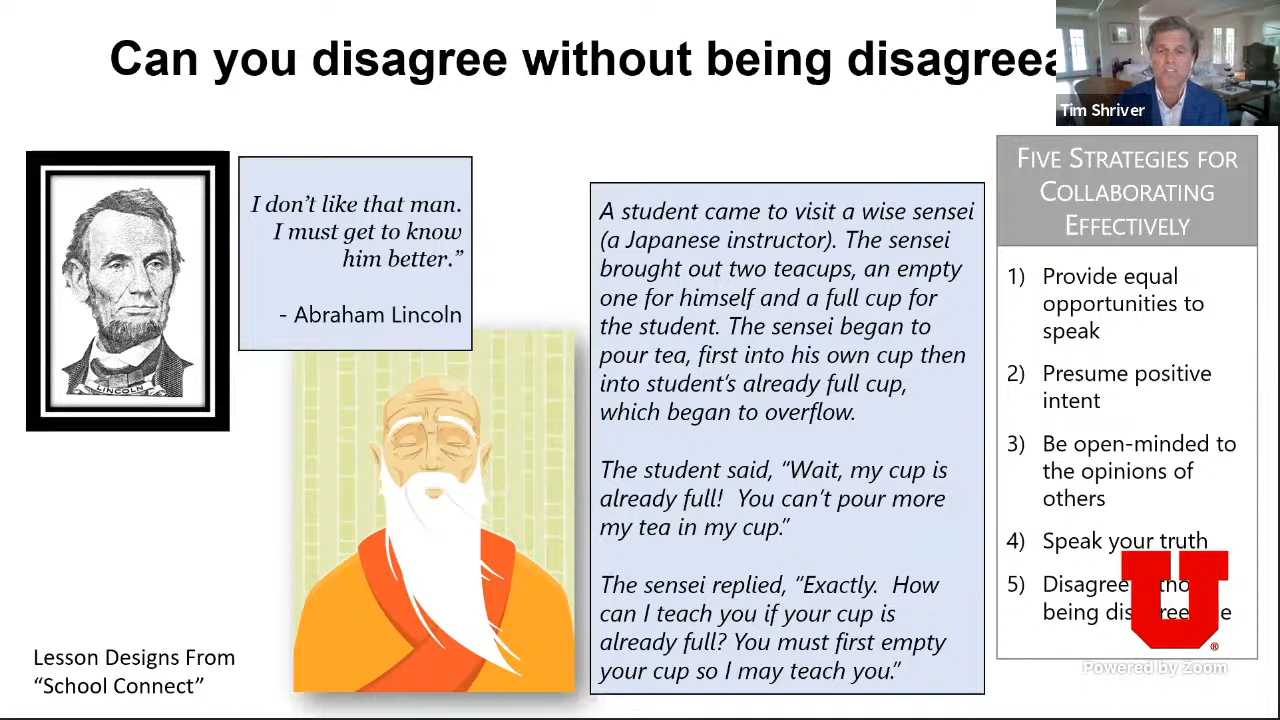 Can you disagree without being
Tim Shriver
LINCOLN
I don’t like that man.
I must get to know
him better.”
- Abraham Lincoln
A student came to visit a wise sensei
(a Japanese instructor). The sensei
brought out two teacups, an empty
one for himself and a full cup for
the student. The sensei began to
pour tea, first into his own cup then
into student’s already full cup,
which began to overflow.
The student said, “Wait, my cup is
already full!  You can’t pour more
my tea in my cup.”
The sensei replied, “Exactly.  How
can I teach you if your cup is
already full? You must first empty
your cup so I may teach you.”
FIVE STRATEGIES FOR
COLLABORATING
EFFECTIVELY
1) Provide equal
opportunities to
speak
2) Presume positive
intent
3) Be open-minded to
the opinions of
others
4) Speak your truth
5) Disagree
being
U
®
Powered by Zoom
Lesson Designs From
“School Connect”